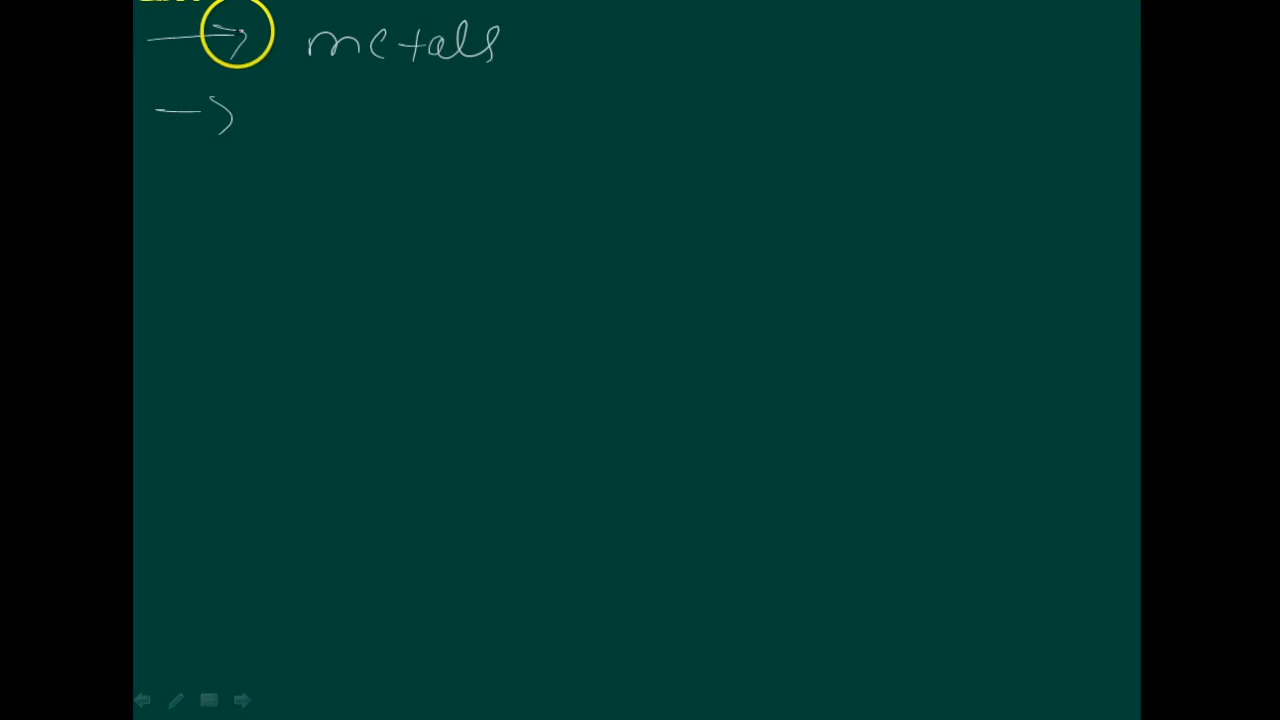 → metals
→